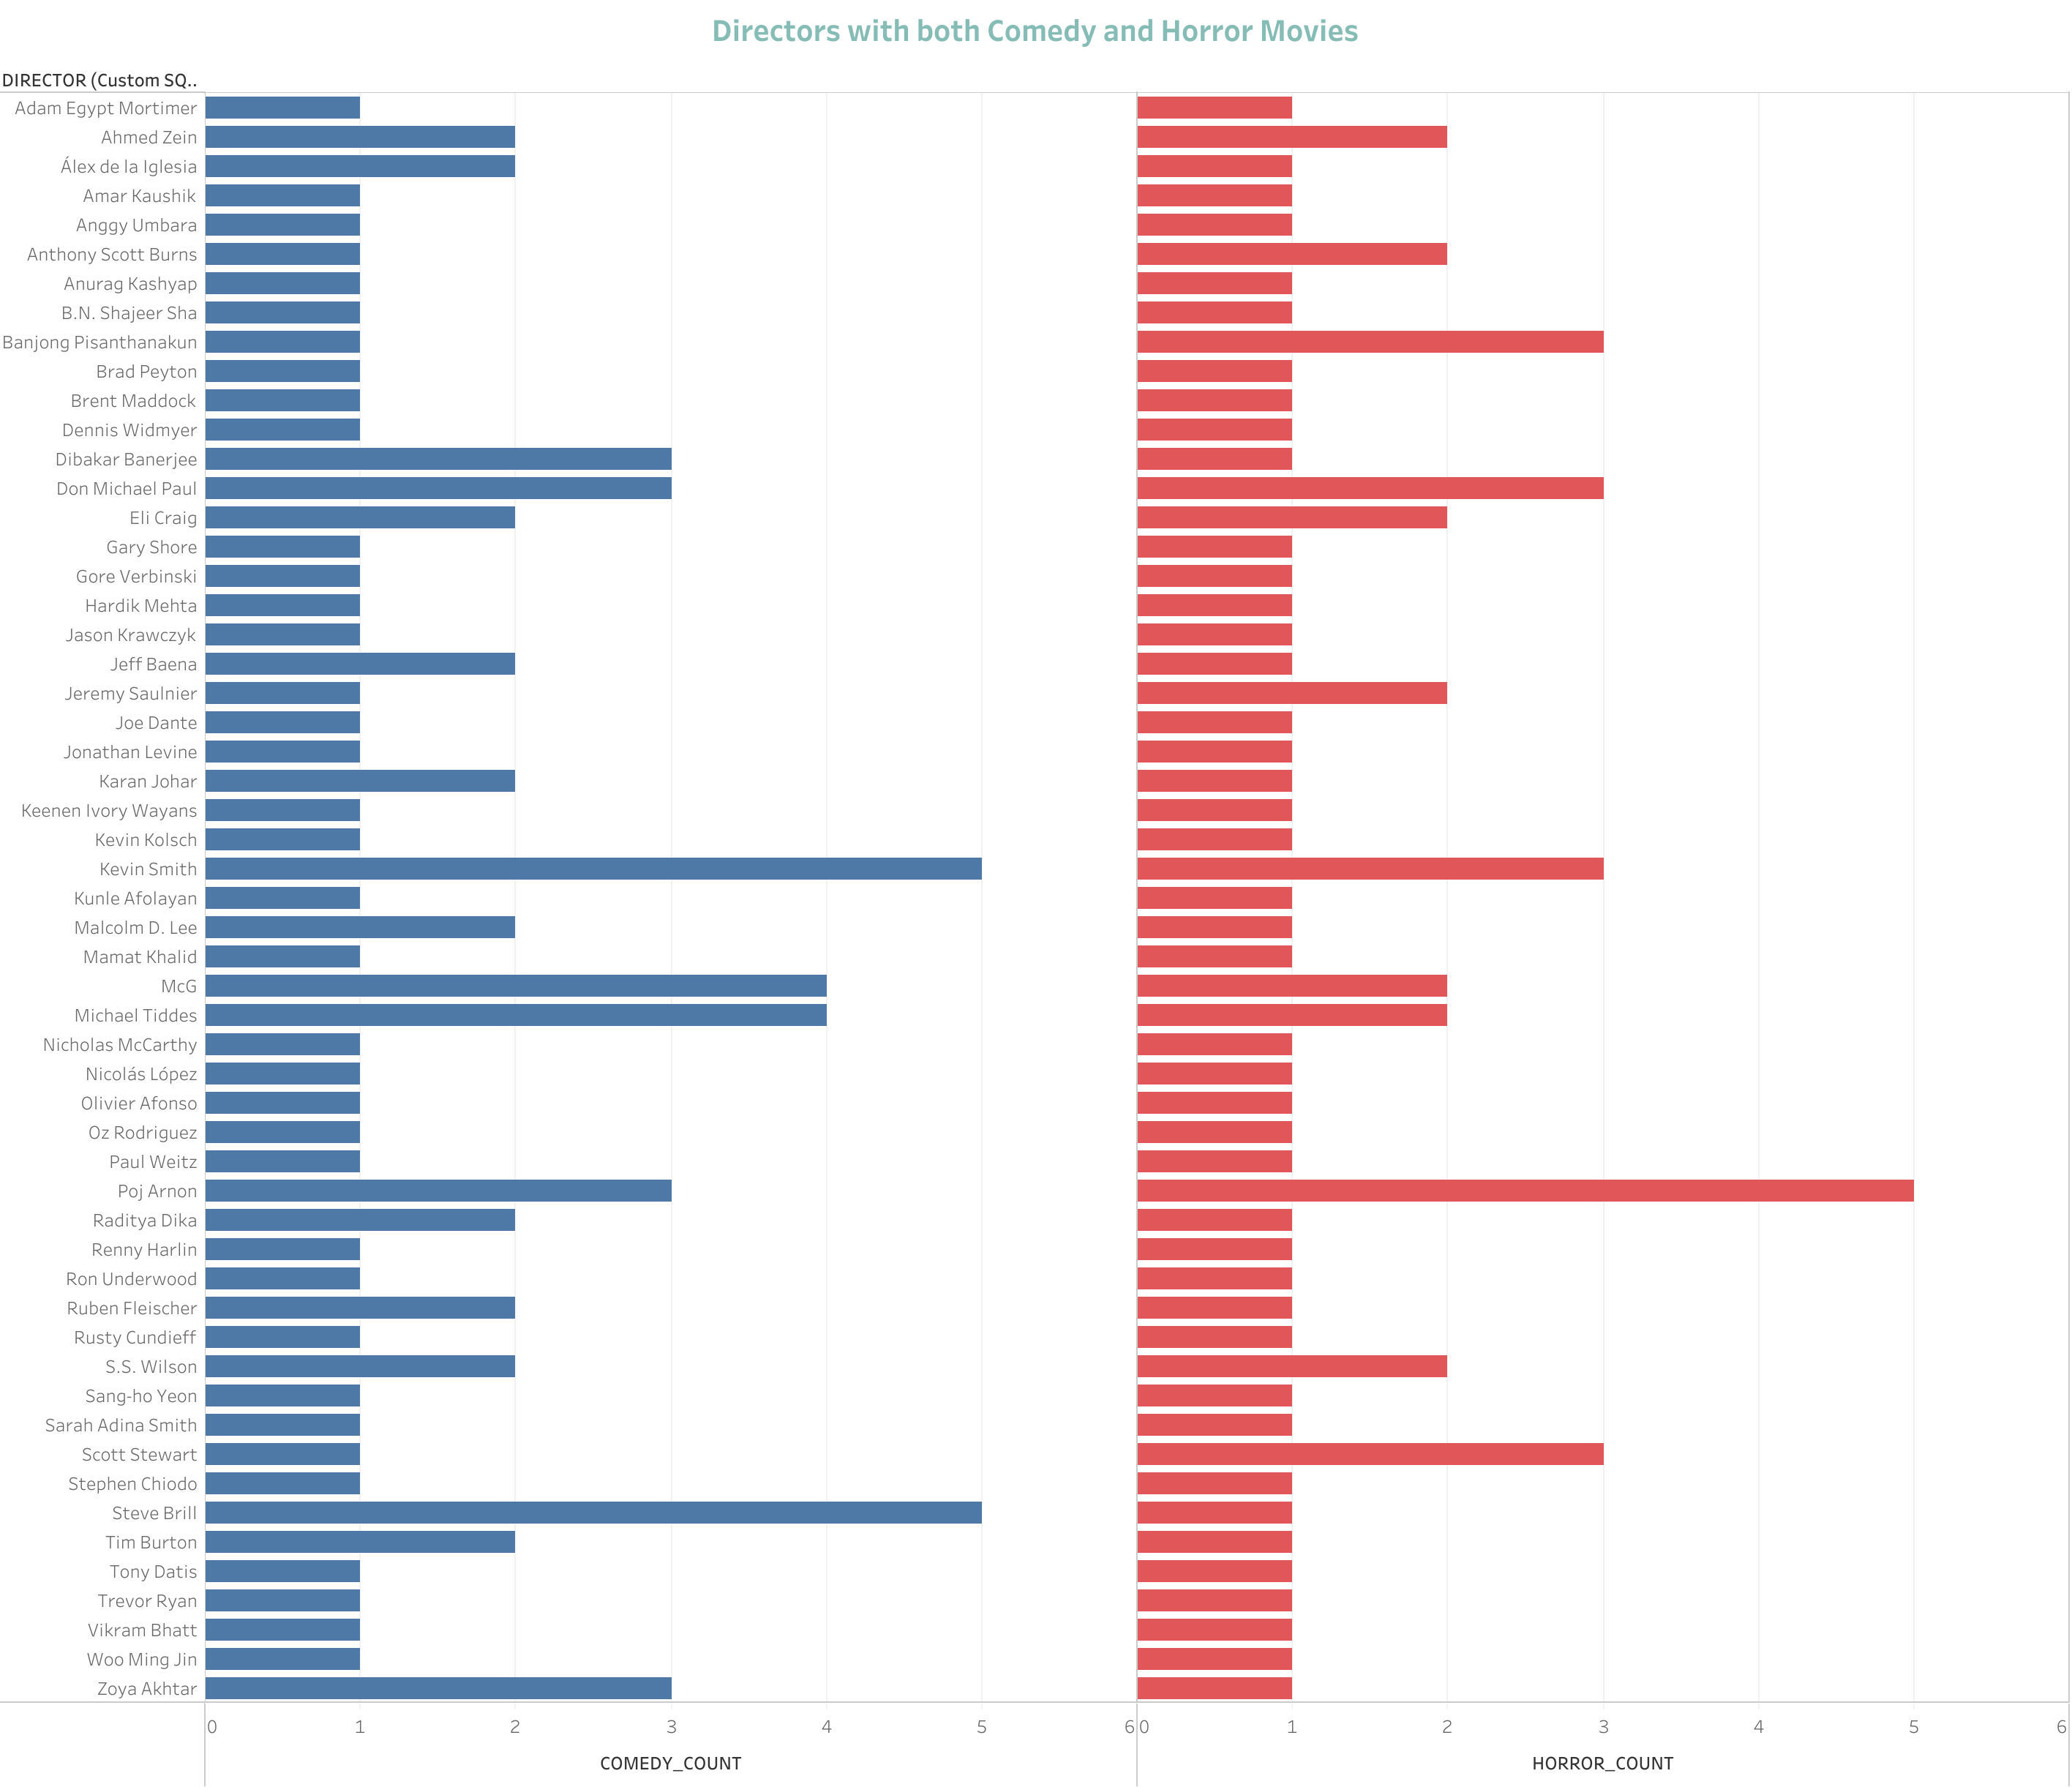 Directors with both Comedy and Horror Movies
DIRECTOR (Custom SQ..
Adam Egypt Mortimer
Ahmed Zein
Álex de la Iglesia
Amar Kaushik
Anggy Umbara
Anthony Scott Burns
Anurag Kashyap
B.N. Shajeer Sha
Banjong Pisanthanakun
Brad Peyton
Brent Maddock
Dennis Widmyer
Dibakar Banerjee
Don Michael Paul
Eli Craig
Gary Shore
Gore Verbinski
Hardik Mehta
Jason Krawczyk
Jeff Baena
Jeremy Saulnier
Joe Dante
Jonathan Levine
Karan Johar
Keenen Ivory Wayans
Kevin Kolsch
Kevin Smith
Kunle Afolayan
Malcolm D. Lee
Mamat Khalid
McG
Michael Tiddes
Nicholas McCarthy
Nicolás López
Olivier Afonso
Oz Rodriguez
Paul Weitz
Poj Arnon
Raditya Dika
Renny Harlin
Ron Underwood
Ruben Fleischer
Rusty Cundieff
S.S. Wilson
Sang-ho Yeon
Sarah Adina Smith
Scott Stewart
Stephen Chiodo
Steve Brill
Tim Burton
Tony Datis
Trevor Ryan
Vikram Bhatt
Woo Ming Jin
Zoya Akhtar
0 1 2 3 4 5 6 0 1 2 3 4 5 6
COMEDY_COUNT HORROR_COUNT